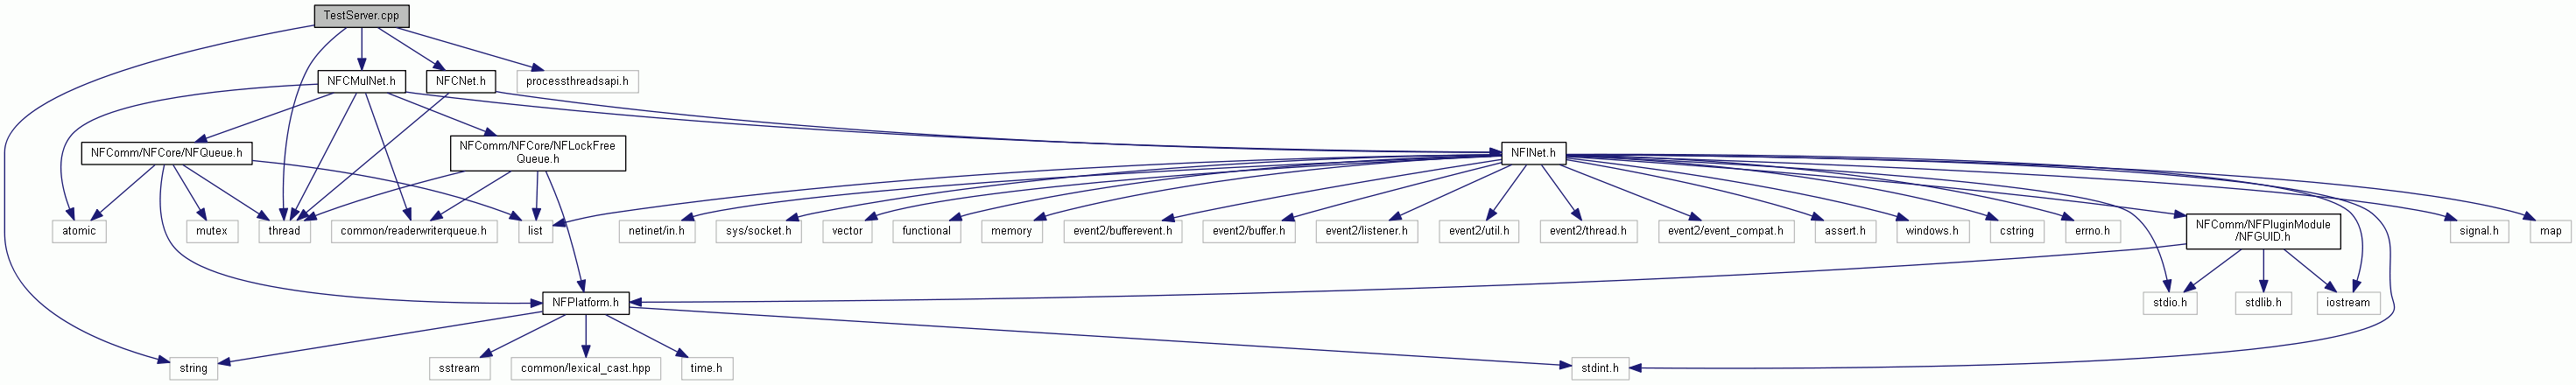 TestServer.cpp
NFCMulNet.h
NFCNet.h
processthreadsapi.h
NFComm/NFCore/NFQueue.h
NFComm/NFCore/NFLockFree
Queue.h
NFINet.h
atomic
mutex
thread
common/readerwriterqueue.h
list
netinet/in.h
sys/socket.h
vector
functional
memory
event2/bufferevent.h
event2/buffer.h
event2/listener.h
event2/util.h
event2/thread.h
event2/event_compat.h
assert.h
windows.h
cstring
errno.h
NFComm/NFPluginModule
/NFGUID.h
signal.h
map
NFPlatform.h
stdio.h
stdlib.h
iostream
string
sstream
common/lexical_cast.hpp
time.h
stdint.h